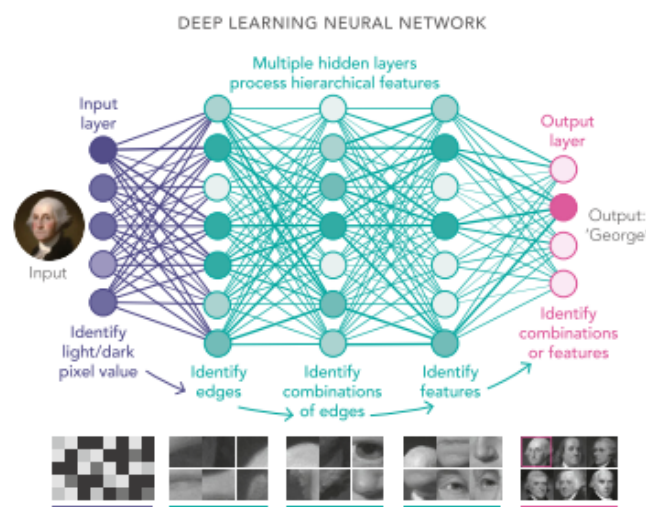 DEEP LEARNING NEURAL NETWORK
Multiple hidden layers
process hierarchical features
Input
layer
Output
layer
Input
Output:
'George'
Identify
light/dark
pixel value
Identify
edges
Identify
combinations
of edges
Identify
features
Identify
combinations
or features